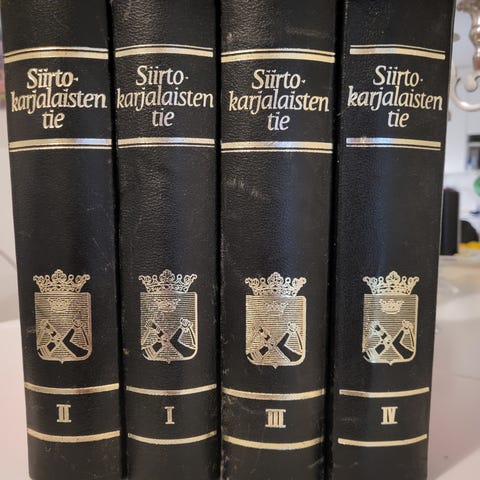 Siirto-
karjalaisten
tie
II
Siirto-
karjalaisten
tie
I
Siirto-
karjalaisten
tie
III
Siirto-
karjalaisten
tie
IV